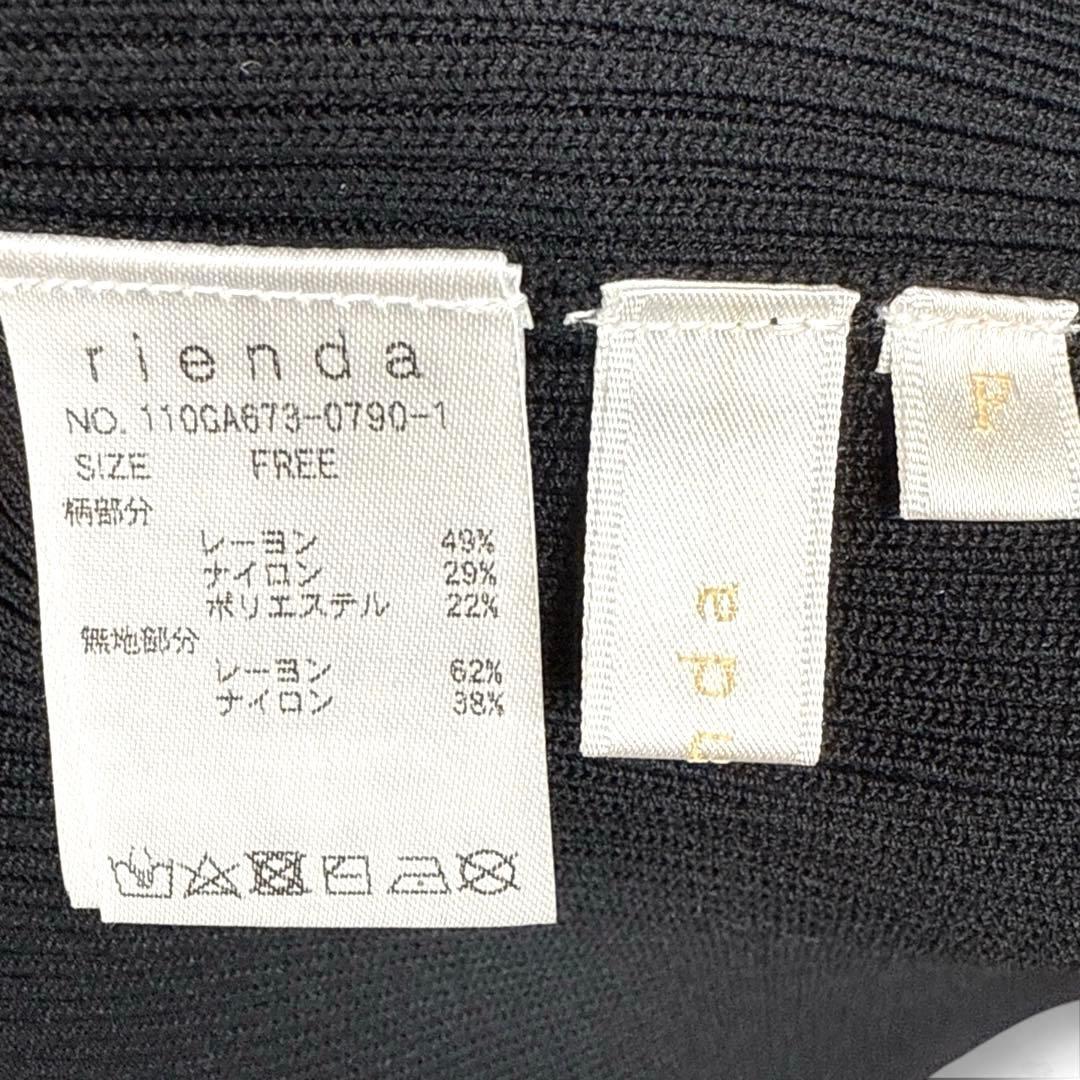 rienda
NO. 110GA673-0790-1
SIZE FREE
柄部分
レーヨン 49%
ナイロン 29%
ポリエステル 22%
無地部分
レーヨン 62%
ナイロン 38%
nda
F